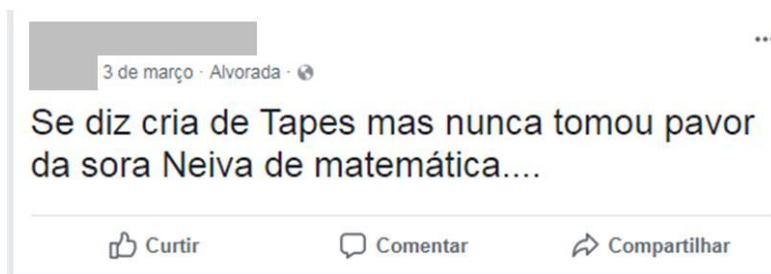 3 de março · Alvorada ·
Se diz cria de Tapes mas nunca tomou pavor
da sora Neiva de matemática....
Curtir Comentar Compartilhar